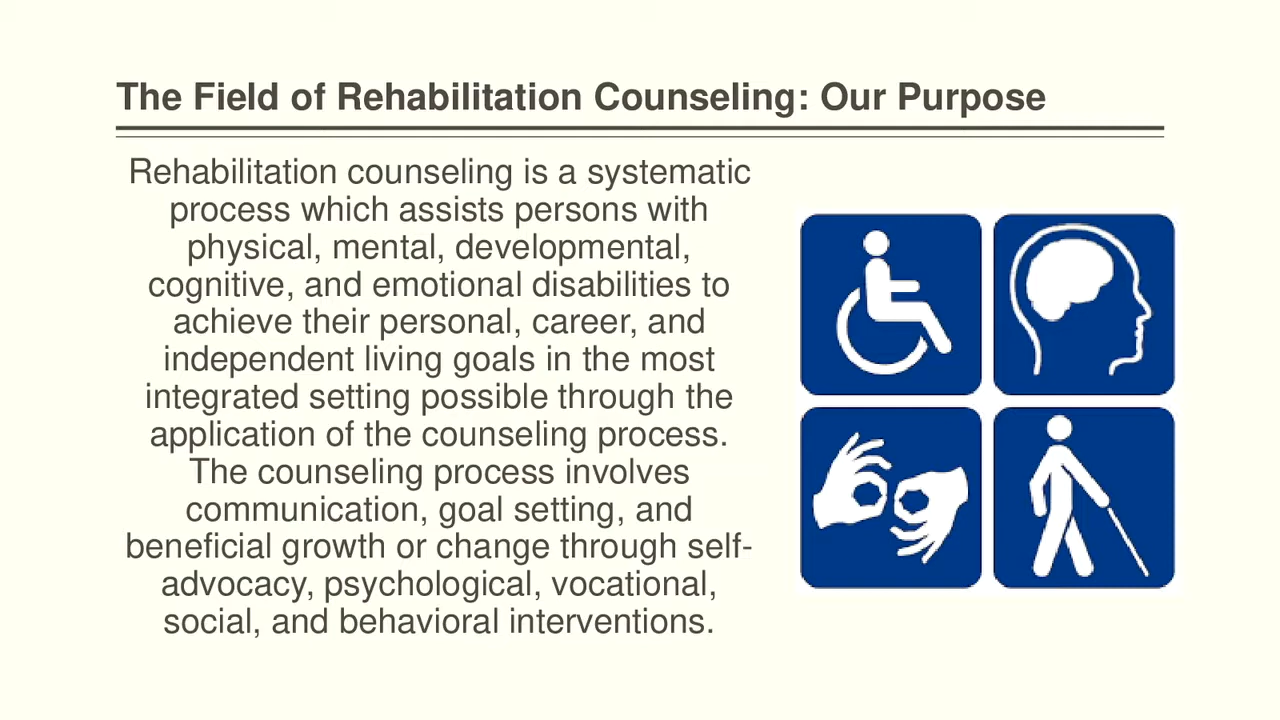 The Field of Rehabilitation Counseling: Our Purpose
Rehabilitation counseling is a systematic
process which assists persons with
physical, mental, developmental,
cognitive, and emotional disabilities to
achieve their personal, career, and
independent living goals in the most
integrated setting possible through the
application of the counseling process.
The counseling process involves
communication, goal setting, and
beneficial growth or change through self-
advocacy, psychological, vocational,
social, and behavioral interventions.